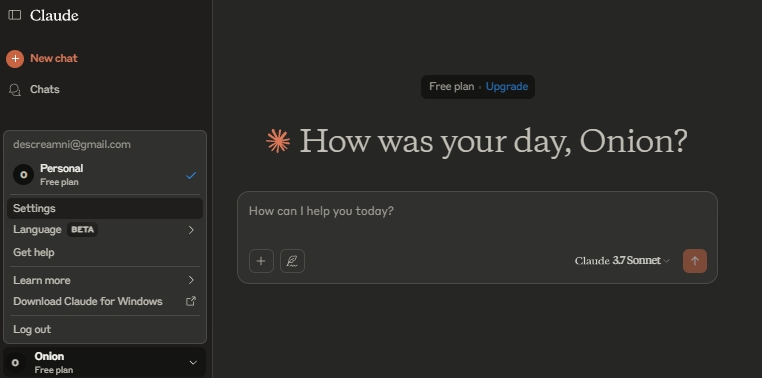 Claude
New chat
Chats
descreamni@gmail.com
O
Personal
Free plan
Settings
Language BETA
Get help
Learn more
Download Claude for Windows
Log out
O
Onion
Free plan
Free plan · Upgrade
How was your day, Onion?
How can I help you today?
Claude 3.7 Sonnet